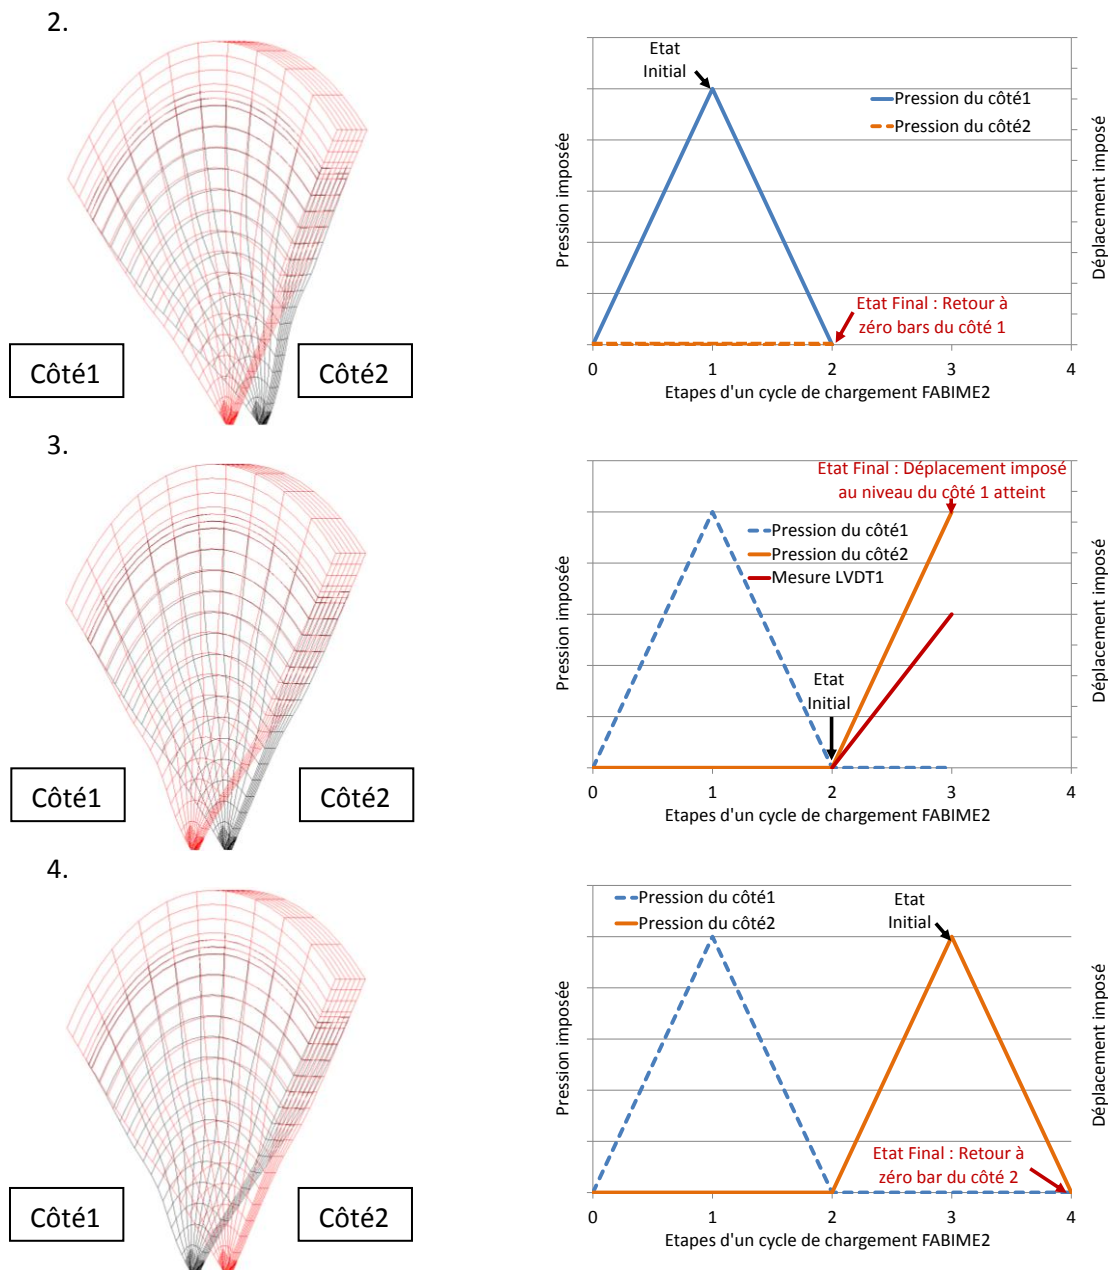 2.
Etat
Initial
Pression du côté1
Pression du côté2
Pression imposée
Déplacement imposé
Etat Final : Retour à
zéro bars du côté 1
Côté1
Côté2
0 1 2 3 4
Etapes d'un cycle de chargement FABIME2
3.
Etat Final : Déplacement imposé
au niveau du côté 1 atteint
Pression du côté1
Pression du côté2
Mesure LVDT1
Pression imposée
Déplacement imposé
Etat
Initial
Côté1
Côté2
0 1 2 3 4
Etapes d'un cycle de chargement FABIME2
4.
Pression du côté1
Pression du côté2
Etat
Initial
Pression imposée
Déplacement imposé
Etat Final : Retour à
zéro bar du côté 2
Côté1
Côté2
0 1 2 3 4
Etapes d'un cycle de chargement FABIME2